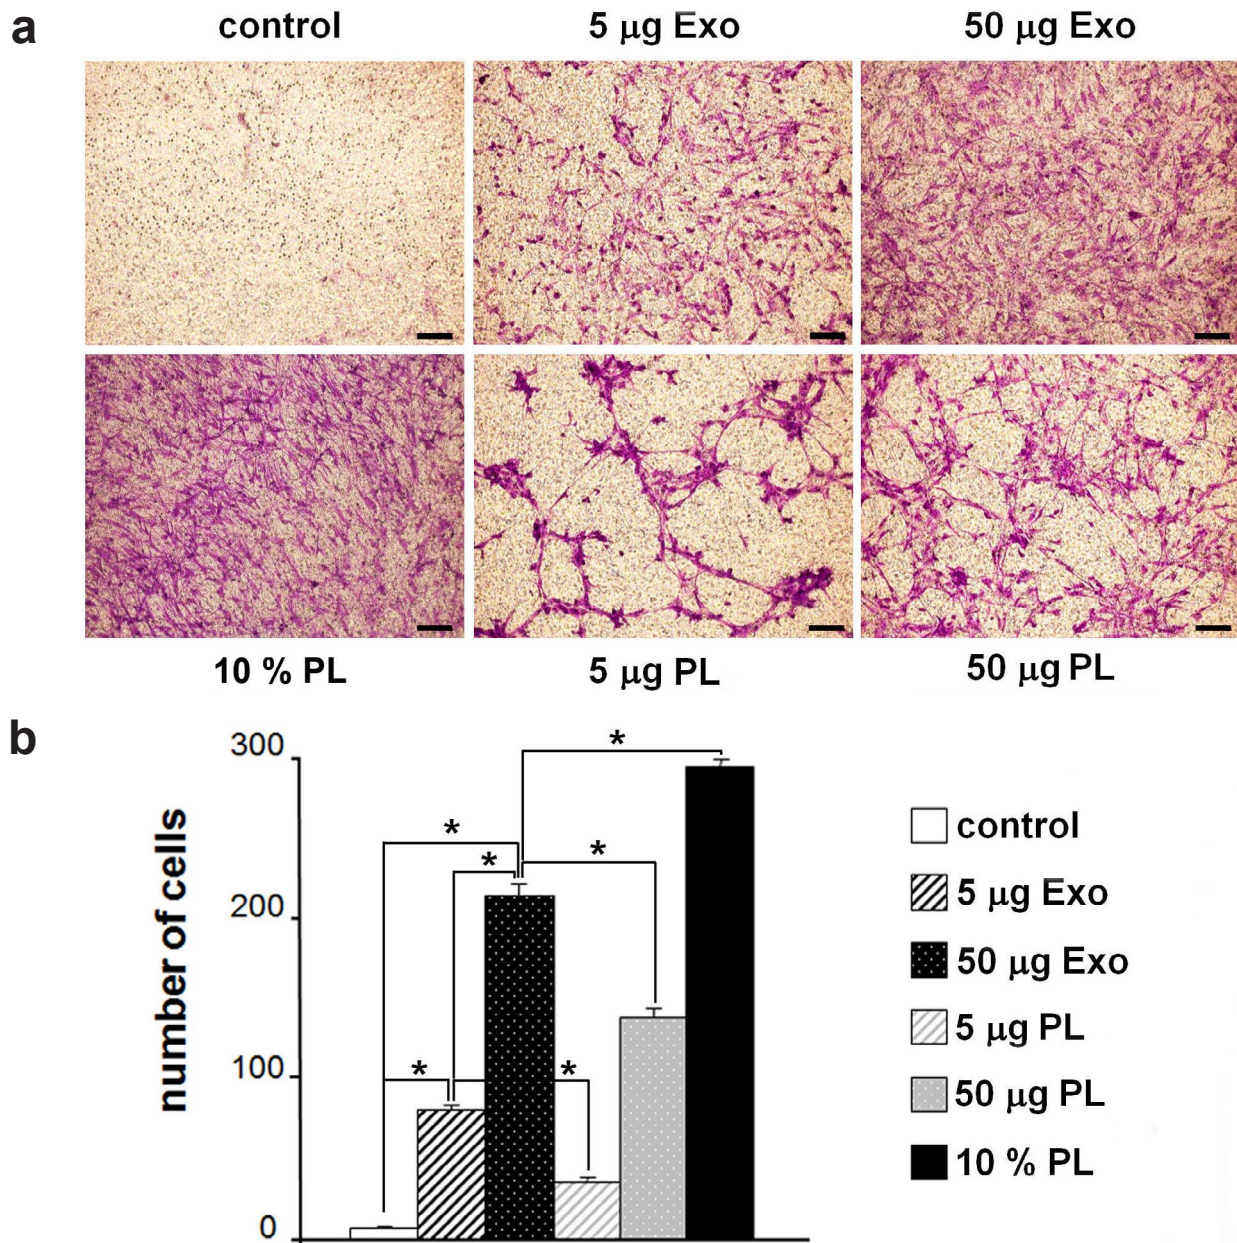 a
control
5 μg Exo
50 μg Exo
10 % PL
5 μg PL
50 μg PL
b
number of cells
300
200
100
0
*
*
*
*
*
*
control
5 μg Exo
50 μg Exo
5 μg PL
50 μg PL
10 % PL